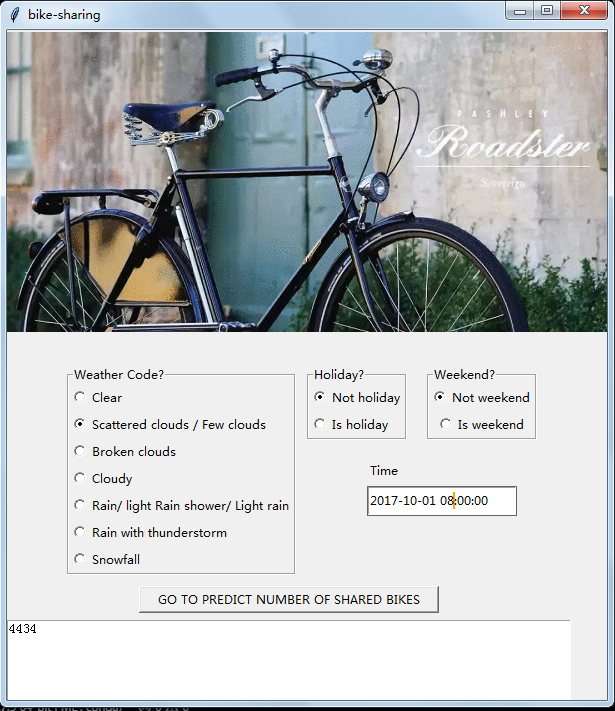 bike-sharing
PASHLEY
Roadster
Sovereign
Weather Code?
Clear
Scattered clouds / Few clouds
Broken clouds
Cloudy
Rain/ light Rain shower/ Light rain
Rain with thunderstorm
Snowfall
Holiday?
Not holiday
Is holiday
Weekend?
Not weekend
Is weekend
Time
2017-10-01 08:00:00
GO TO PREDICT NUMBER OF SHARED BIKES
4434